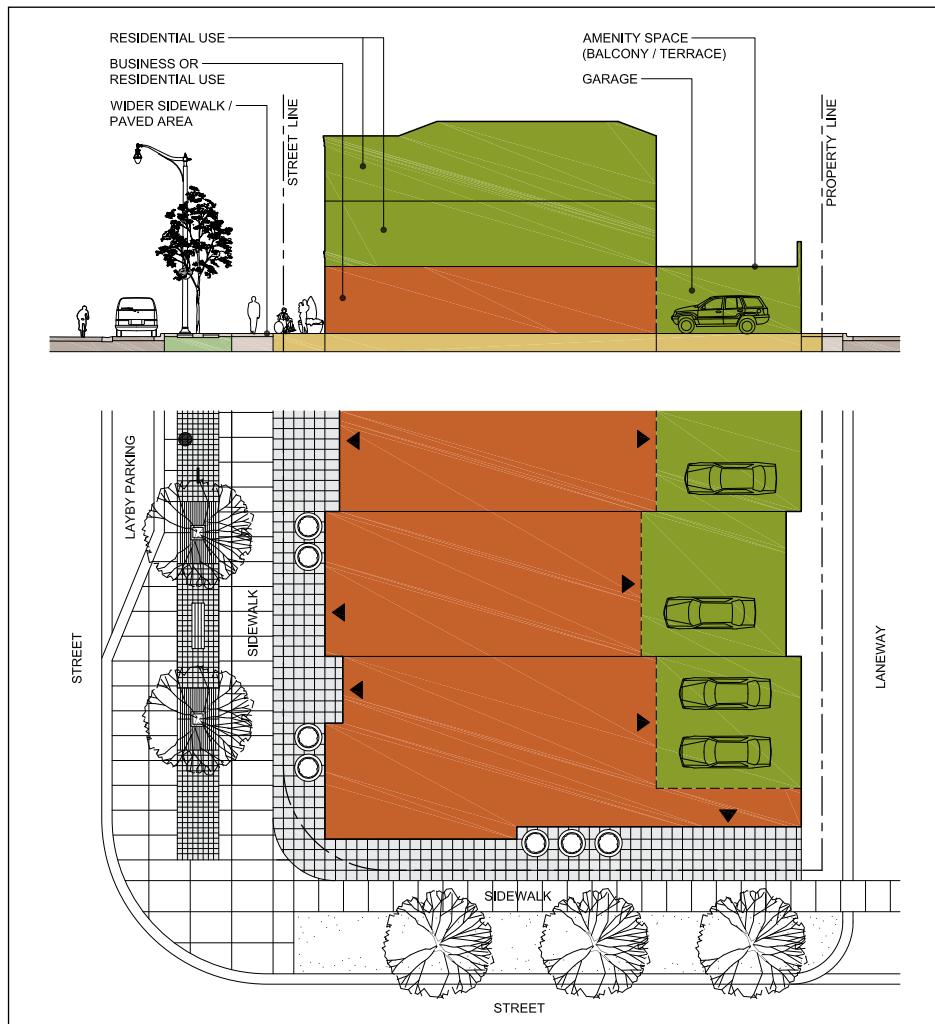 RESIDENTIAL USE
BUSINESS OR
RESIDENTIAL USE
WIDER SIDEWALK /
PAVED AREA
STREET LINE
AMENITY SPACE
(BALCONY / TERRACE)
GARAGE
PROPERTY LINE
LAYBY PARKING
SIDEWALK
STREET
LANEWAY
SIDEWALK
STREET